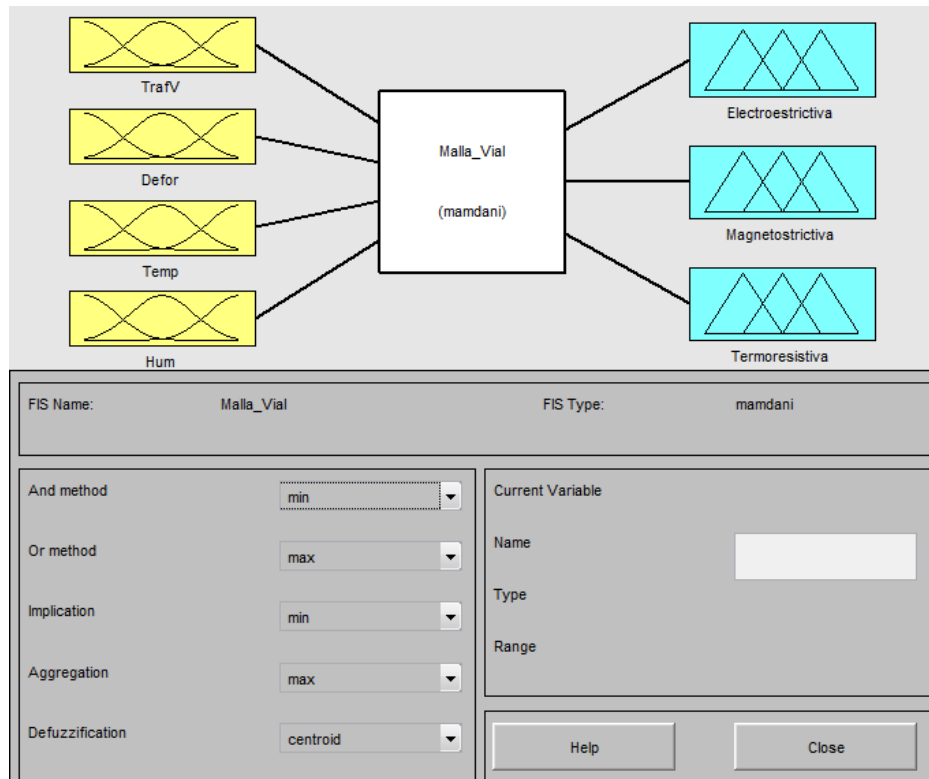 TrafV
Defor
Temp
Hum
Malla_Vial
(mamdani)
Electroestrictiva
Magnetostrictiva
Termoresistiva
FIS Name: Malla_Vial FIS Type: mamdani
And method min
Or method max
Implication min
Aggregation max
Defuzzification centroid
Current Variable
Name
Type
Range
Help Close